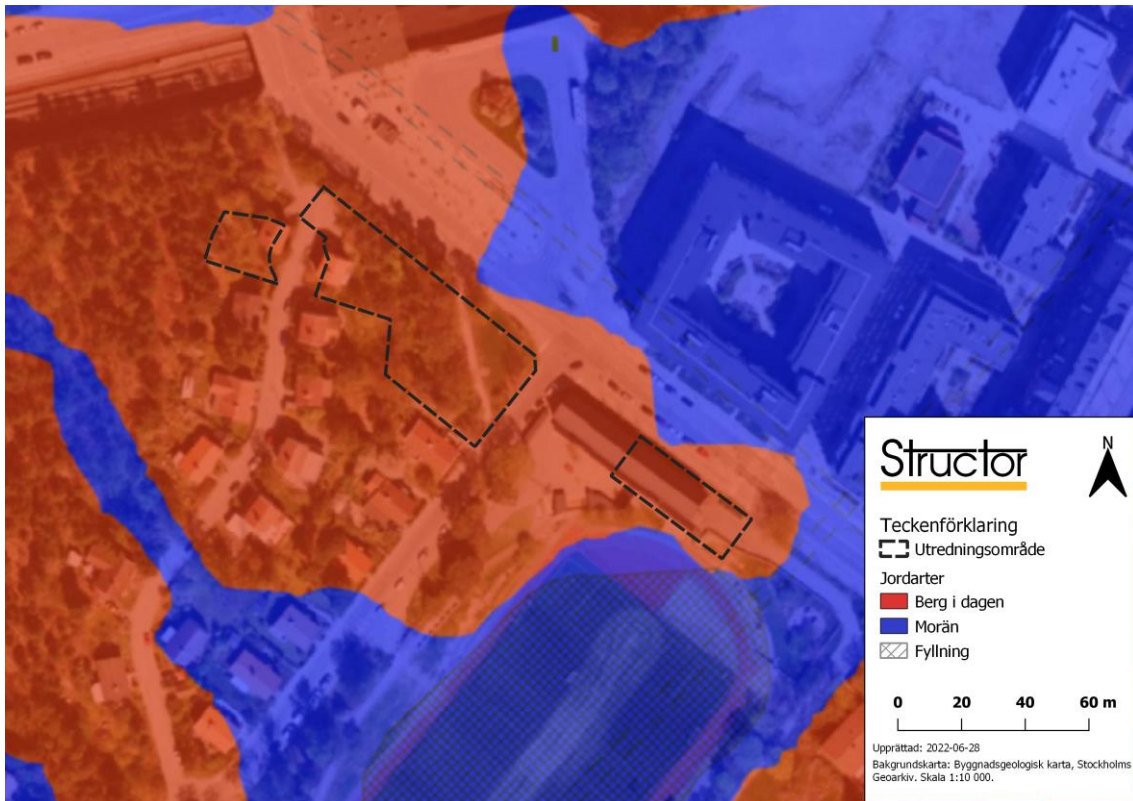 Structor
N
Teckenförklaring
Utredningsområde
Jordarter
Berg i dagen
Morän
Fyllning
0 20 40 60 m
Upprättad: 2022-06-28
Bakgrundskarta: Byggnadsgeologisk karta, Stockholms
Geoarkiv. Skala 1:10 000.